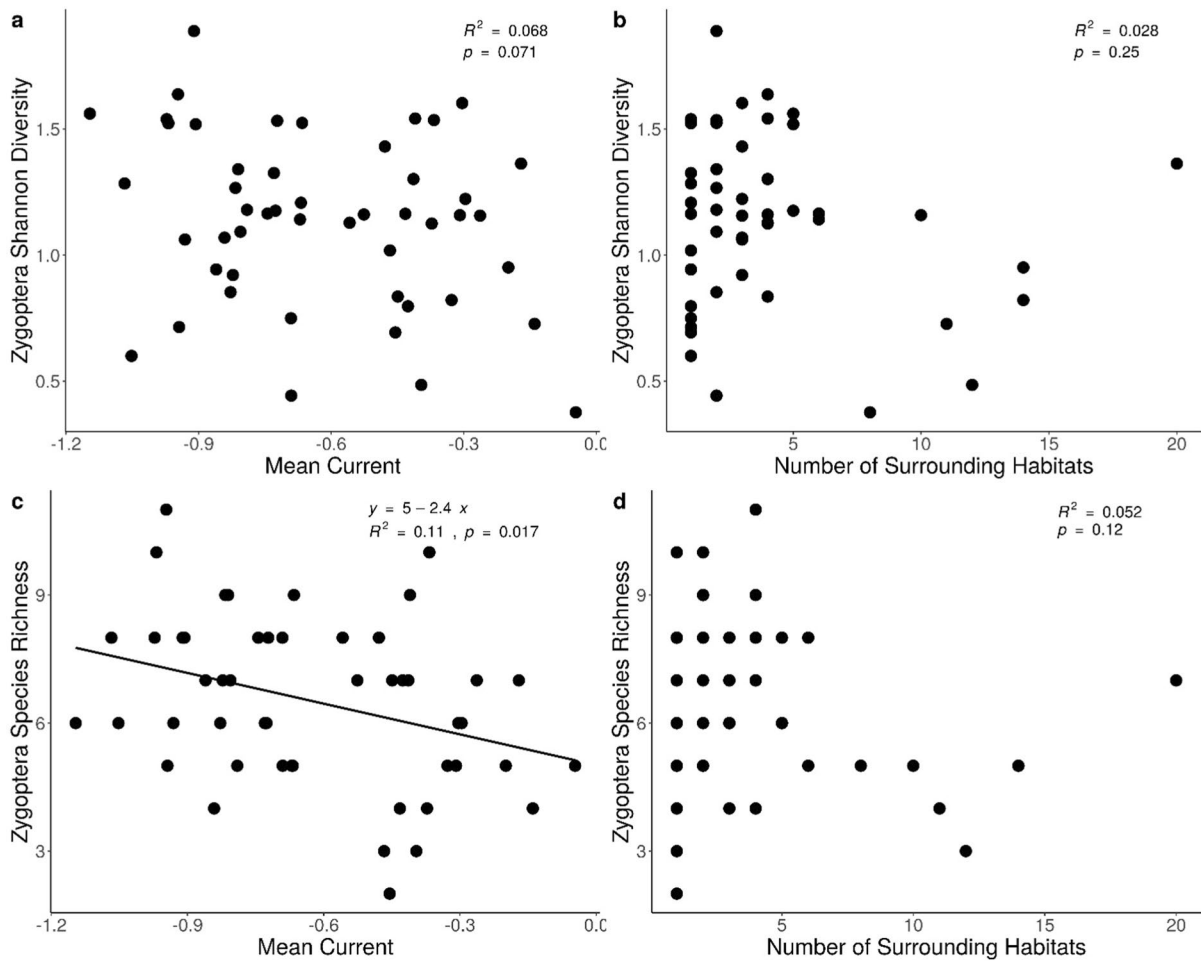 a
R² = 0.068
p = 0.071
Zygoptera Shannon Diversity
1.5
1.0
0.5
-1.2 -0.9 -0.6 -0.3 0.0
Mean Current
b
R² = 0.028
p = 0.25
Zygoptera Shannon Diversity
1.5
1.0
0.5
5 10 15 20
Number of Surrounding Habitats
c
y = 5 − 2.4 x
R² = 0.11 , p = 0.017
Zygoptera Species Richness
9
6
3
-1.2 -0.9 -0.6 -0.3 0.0
Mean Current
d
R² = 0.052
p = 0.12
Zygoptera Species Richness
9
6
3
5 10 15 20
Number of Surrounding Habitats